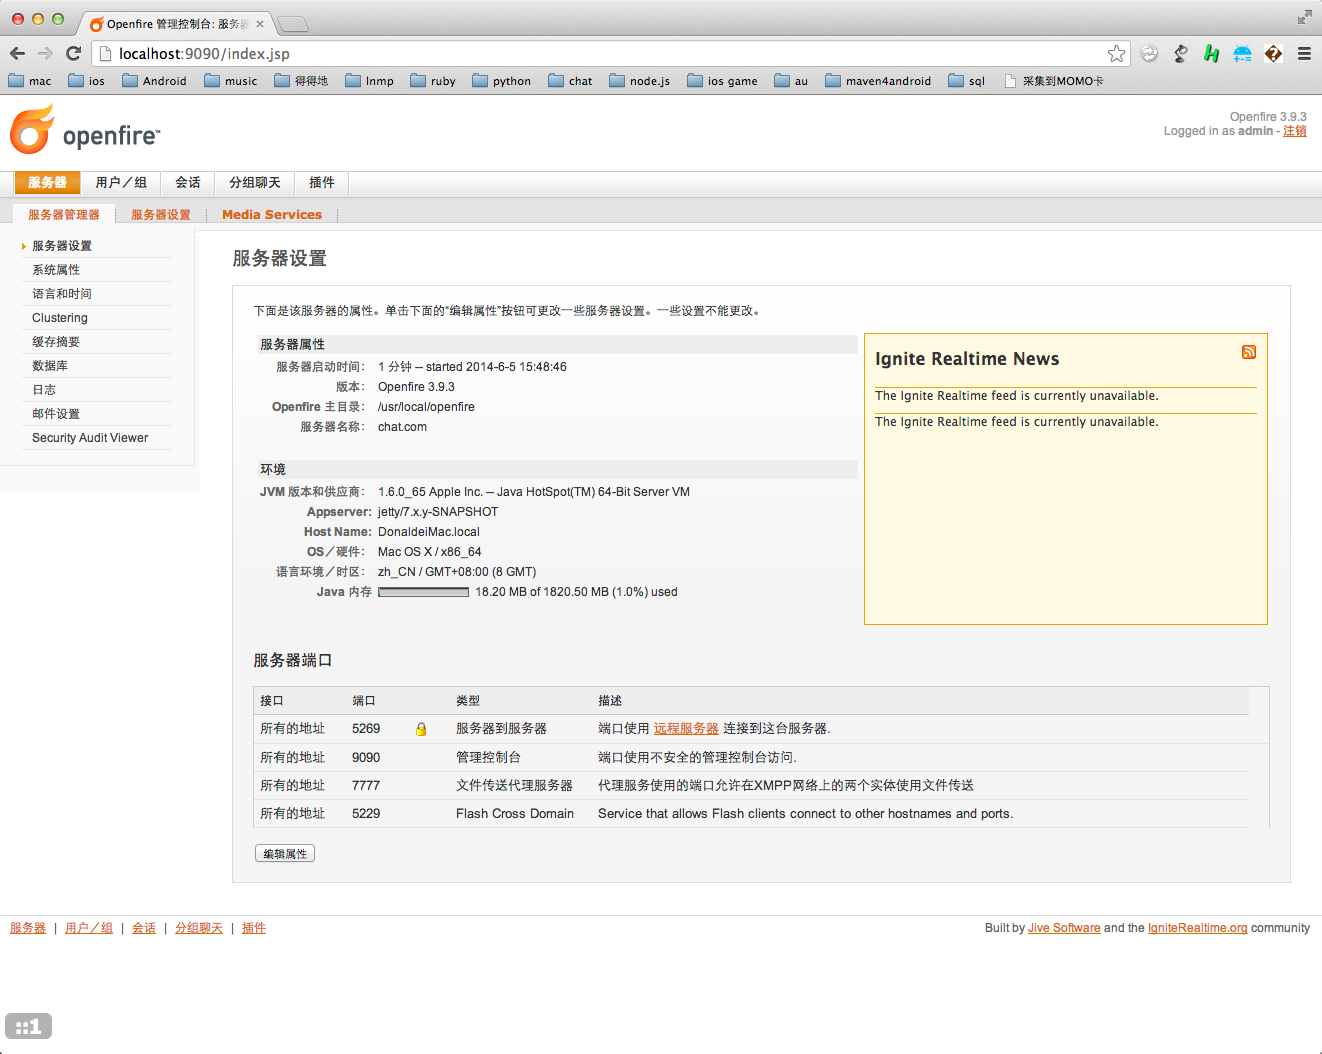 Openfire 管理控制台: 服务器
localhost:9090/index.jsp
mac ios Android music 得得地 lnmp ruby python chat node.js ios game au maven4android sql 采集到MOMO卡
openfire™
Openfire 3.9.3
Logged in as admin - 注销
服务器 用户／组 会话 分组聊天 插件
服务器管理器 服务器设置 Media Services
服务器设置
系统属性
语言和时间
Clustering
缓存摘要
数据库
日志
邮件设置
Security Audit Viewer
服务器设置
下面是该服务器的属性。单击下面的“编辑属性”按钮可更改一些服务器设置。一些设置不能更改。
服务器属性
服务器启动时间： 1 分钟 -- started 2014-6-5 15:48:46
版本： Openfire 3.9.3
Openfire 主目录： /usr/local/openfire
服务器名称： chat.com
环境
JVM 版本和供应商： 1.6.0_65 Apple Inc. -- Java HotSpot(TM) 64-Bit Server VM
Appserver: jetty/7.x.y-SNAPSHOT
Host Name: DonaldeiMac.local
OS／硬件： Mac OS X / x86_64
语言环境／时区： zh_CN / GMT+08:00 (8 GMT)
Java 内存 18.20 MB of 1820.50 MB (1.0%) used
Ignite Realtime News
The Ignite Realtime feed is currently unavailable.
The Ignite Realtime feed is currently unavailable.
服务器端口
接口 端口 类型 描述
所有的地址 5269 服务器到服务器 端口使用 远程服务器 连接到这台服务器.
所有的地址 9090 管理控制台 端口使用不安全的管理控制台访问.
所有的地址 7777 文件传送代理服务器 代理服务使用的端口允许在XMPP网络上的两个实体使用文件传送
所有的地址 5229 Flash Cross Domain Service that allows Flash clients connect to other hostnames and ports.
编辑属性
服务器 | 用户／组 | 会话 | 分组聊天 | 插件
Built by Jive Software and the IgniteRealtime.org community
::1